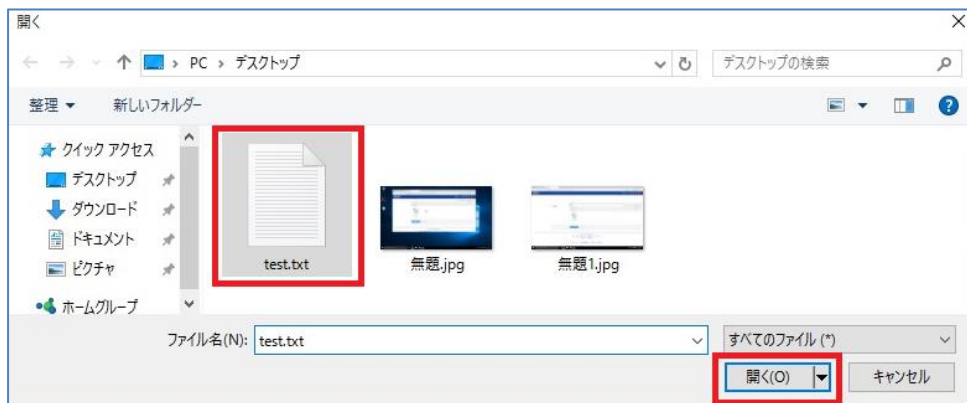 開く
PC › デスクトップ
デスクトップの検索
整理
新しいフォルダー
クイック アクセス
デスクトップ
ダウンロード
ドキュメント
ピクチャ
ホームグループ
test.txt
無題.jpg
無題1.jpg
ファイル名(N): test.txt
すべてのファイル (*)
開く(O)
キャンセル